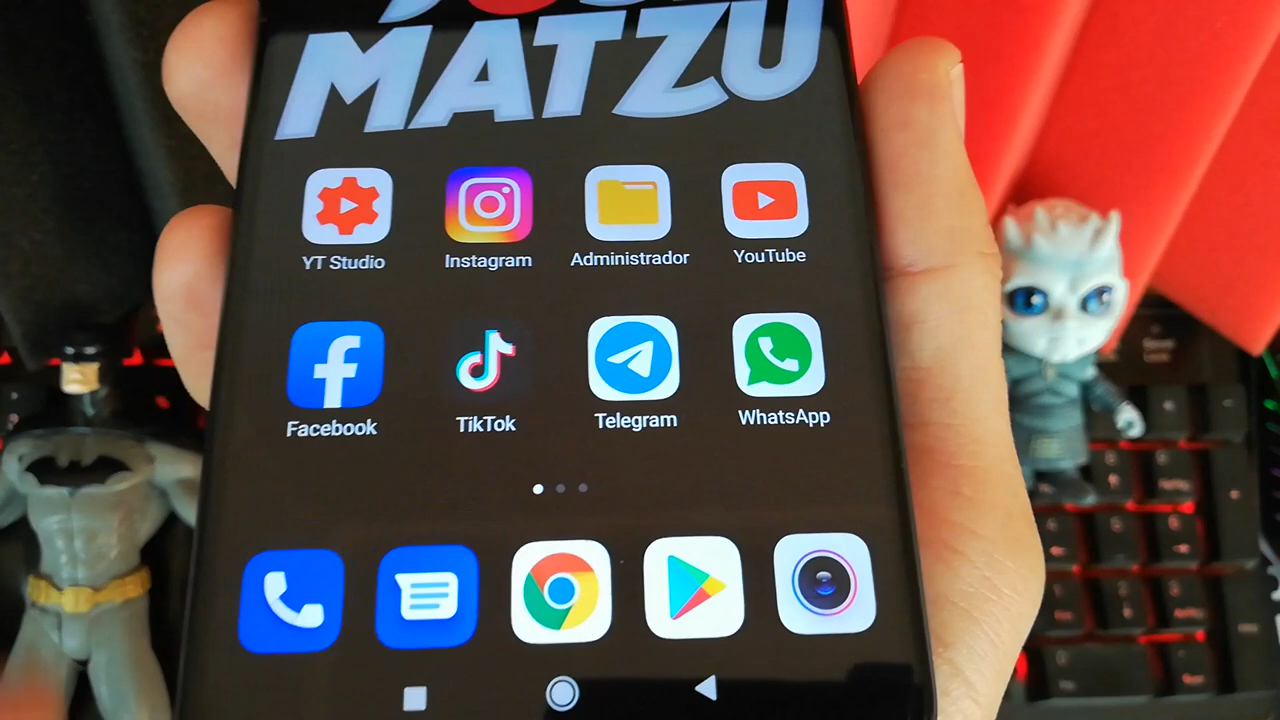 MATZU
YT Studio
Instagram
Administrador
YouTube
Facebook
TikTok
Telegram
WhatsApp